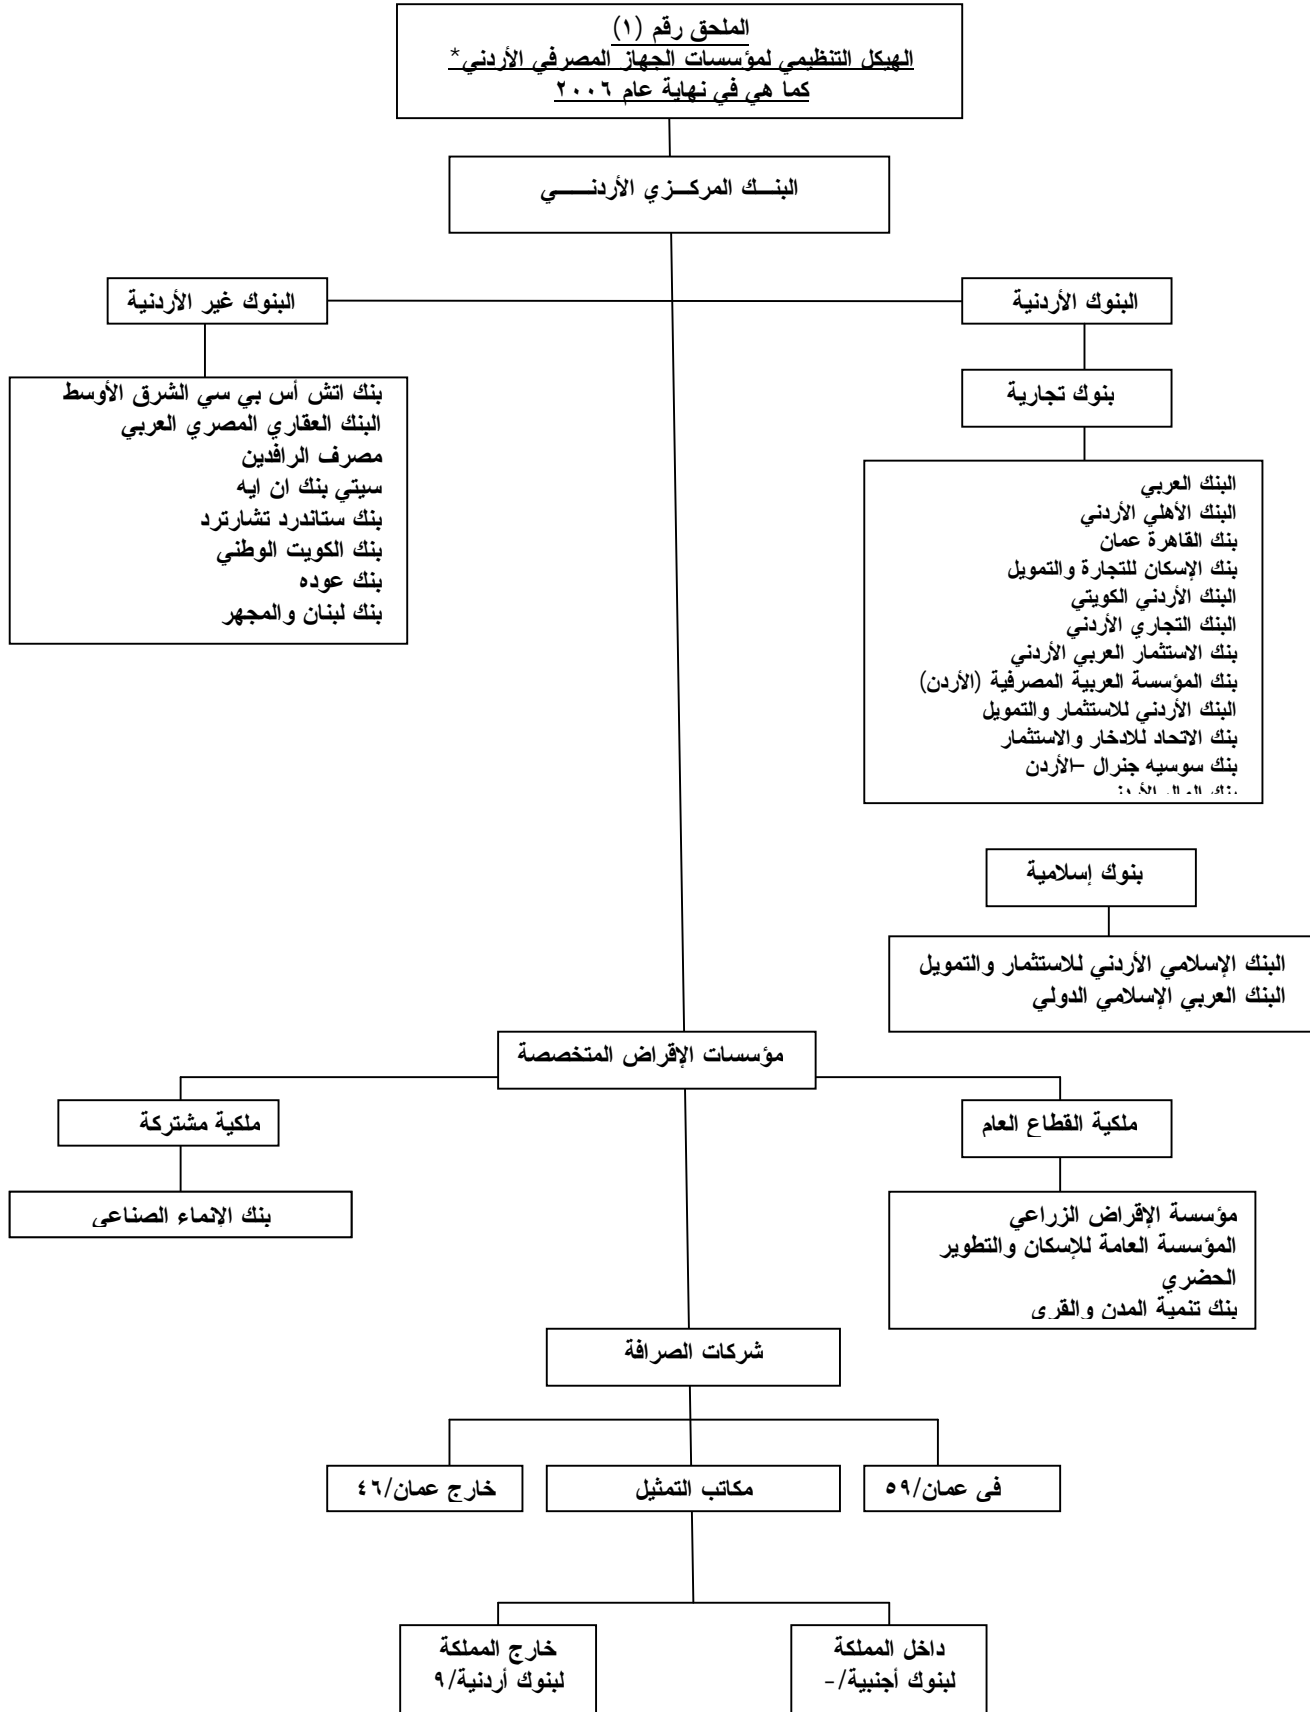 الملحق رقم (١)
الهيكل التنظيمي لمؤسسات الجهاز المصرفي الأردني*
كما هي في نهاية عام ٢٠٠٦
البنـــك المركـــزي الأردنـــــي
البنوك الأردنية
البنوك غير الأردنية
بنوك تجارية
البنك العربي
البنك الأهلي الأردني
بنك القاهرة عمان
بنك الإسكان للتجارة والتمويل
البنك الأردني الكويتي
البنك التجاري الأردني
بنك الاستثمار العربي الأردني
بنك المؤسسة العربية المصرفية (الأردن)
البنك الأردني للاستثمار والتمويل
بنك الاتحاد للادخار والاستثمار
بنك سوسيه جنرال –الأردن
بنك المال الأردني
بنك اتش أس بي سي الشرق الأوسط
البنك العقاري المصري العربي
مصرف الرافدين
سيتي بنك ان ايه
بنك ستاندرد تشارترد
بنك الكويت الوطني
بنك عوده
بنك لبنان والمجهر
بنوك إسلامية
البنك الإسلامي الأردني للاستثمار والتمويل
البنك العربي الإسلامي الدولي
مؤسسات الإقراض المتخصصة
ملكية القطاع العام
ملكية مشتركة
مؤسسة الإقراض الزراعي
المؤسسة العامة للإسكان والتطوير
الحضري
بنك تنمية المدن والقرى
بنك الإنماء الصناعي
شركات الصرافة
في عمان/٥٩
مكاتب التمثيل
خارج عمان/٤٦
داخل المملكة
لبنوك أجنبية/-
خارج المملكة
لبنوك أردنية/٩